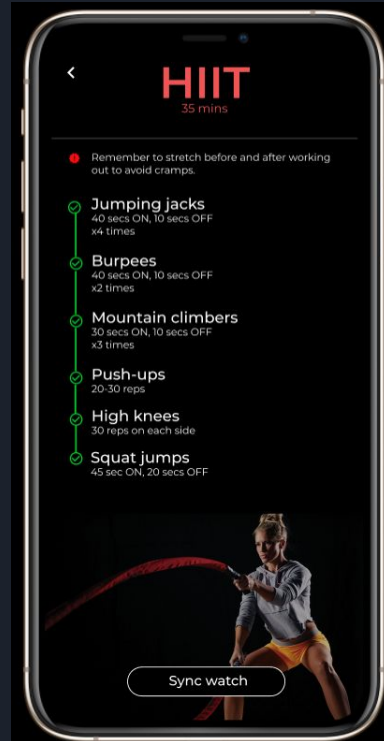 HIIT
35 mins
Remember to stretch before and after working
out to avoid cramps.
Jumping jacks
40 secs ON, 10 secs OFF
x4 times
Burpees
40 secs ON, 10 secs OFF
x2 times
Mountain climbers
30 secs ON, 10 secs OFF
x3 times
Push-ups
20-30 reps
High knees
30 reps on each side
Squat jumps
45 sec ON, 20 secs OFF
Sync watch